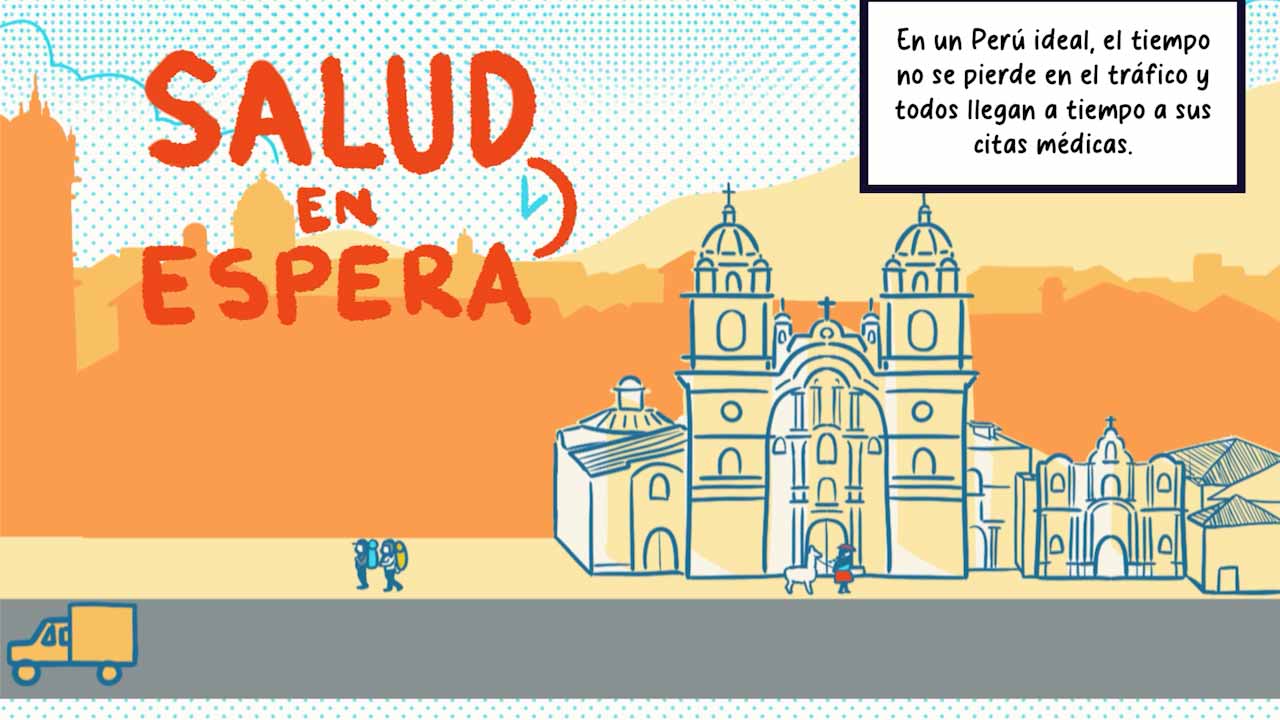 SALUD
EN
ESPERA
En un Perú ideal, el tiempo
no se pierde en el tráfico y
todos llegan a tiempo a sus
citas médicas.